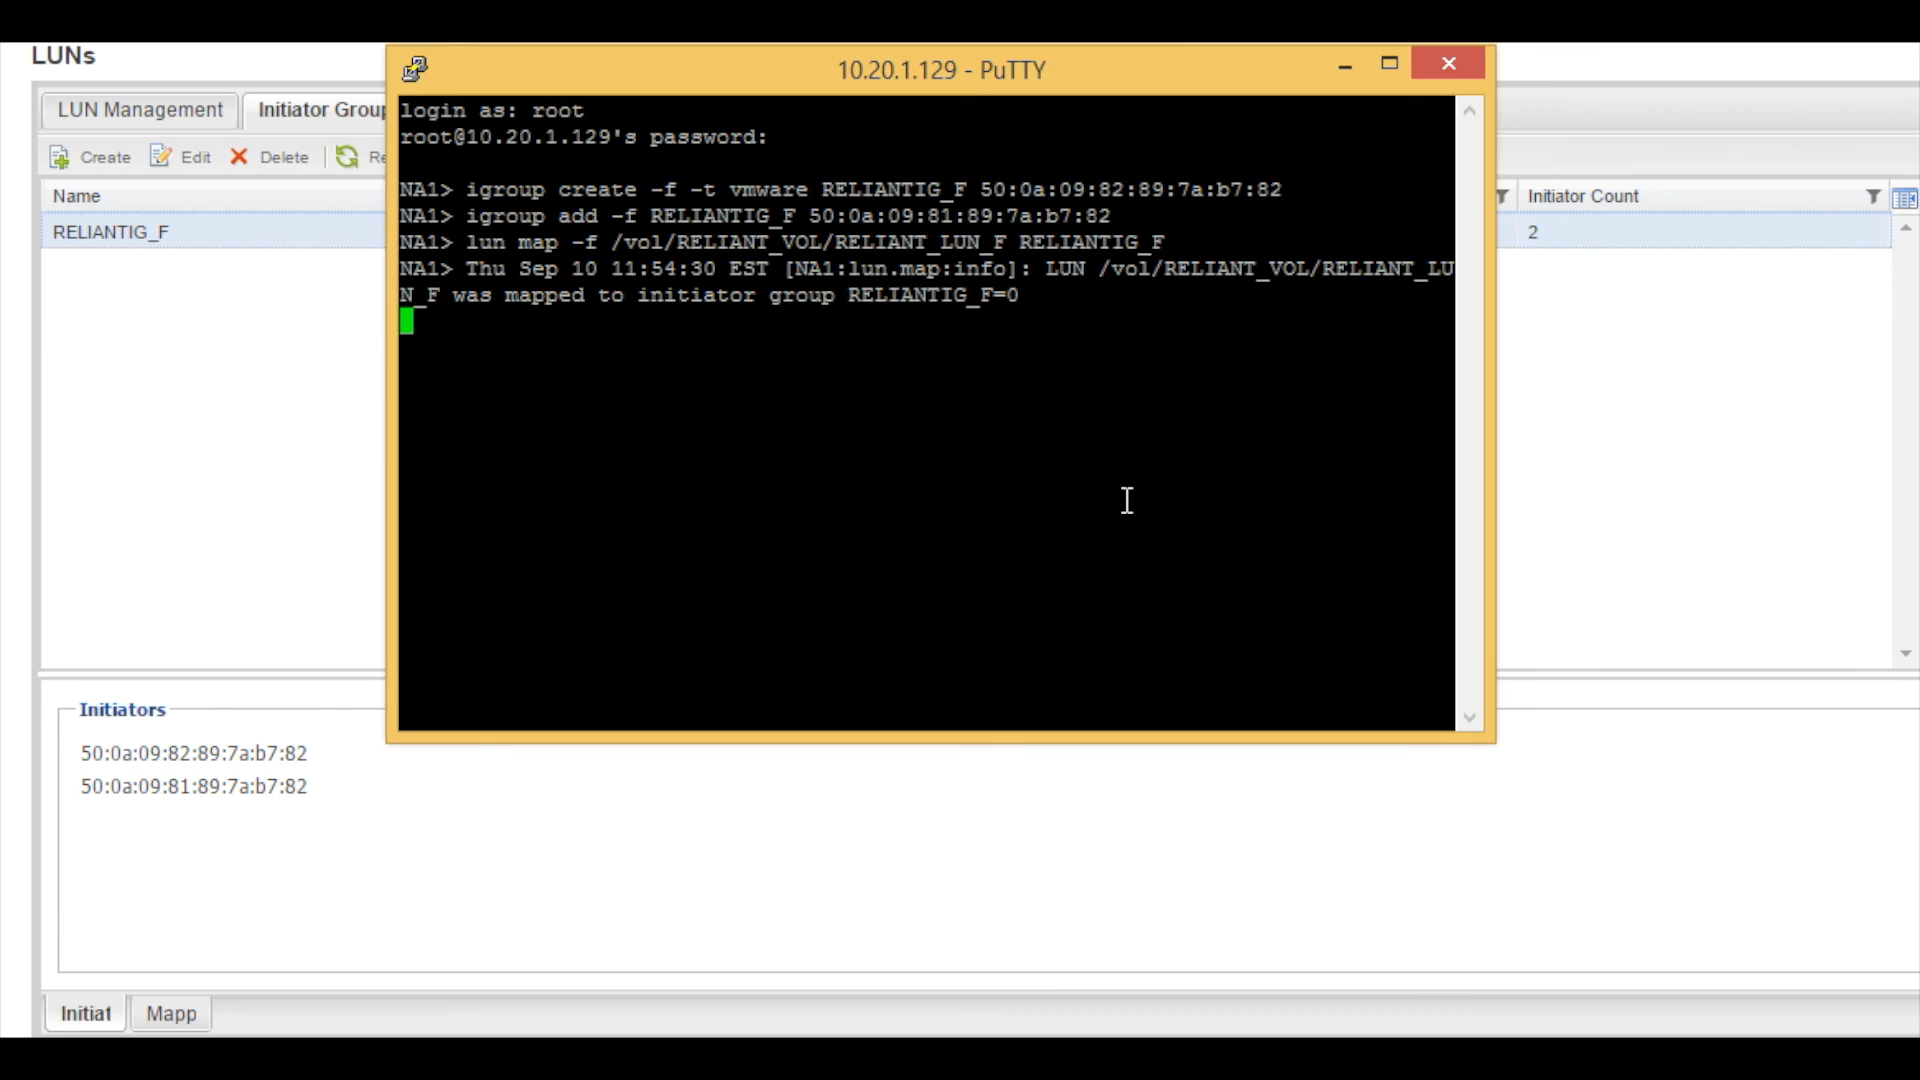 LUNs
10.20.1.129 - PuTTY
LUN Management
Initiator Group
Create
Edit
Delete
Re
Name
Initiator Count
RELIANTIG_F
2
login as: root
root@10.20.1.129's password:
NA1> igroup create -f -t vmware RELIANTIG_F 50:0a:09:82:89:7a:b7:82
NA1> igroup add -f RELIANTIG_F 50:0a:09:81:89:7a:b7:82
NA1> lun map -f /vol/RELIANT_VOL/RELIANT_LUN_F RELIANTIG_F
NA1> Thu Sep 10 11:54:30 EST [NA1:lun.map:info]: LUN /vol/RELIANT_VOL/RELIANT_LU
N_F was mapped to initiator group RELIANTIG_F=0
Initiators
50:0a:09:82:89:7a:b7:82
50:0a:09:81:89:7a:b7:82
Initiat
Mapp